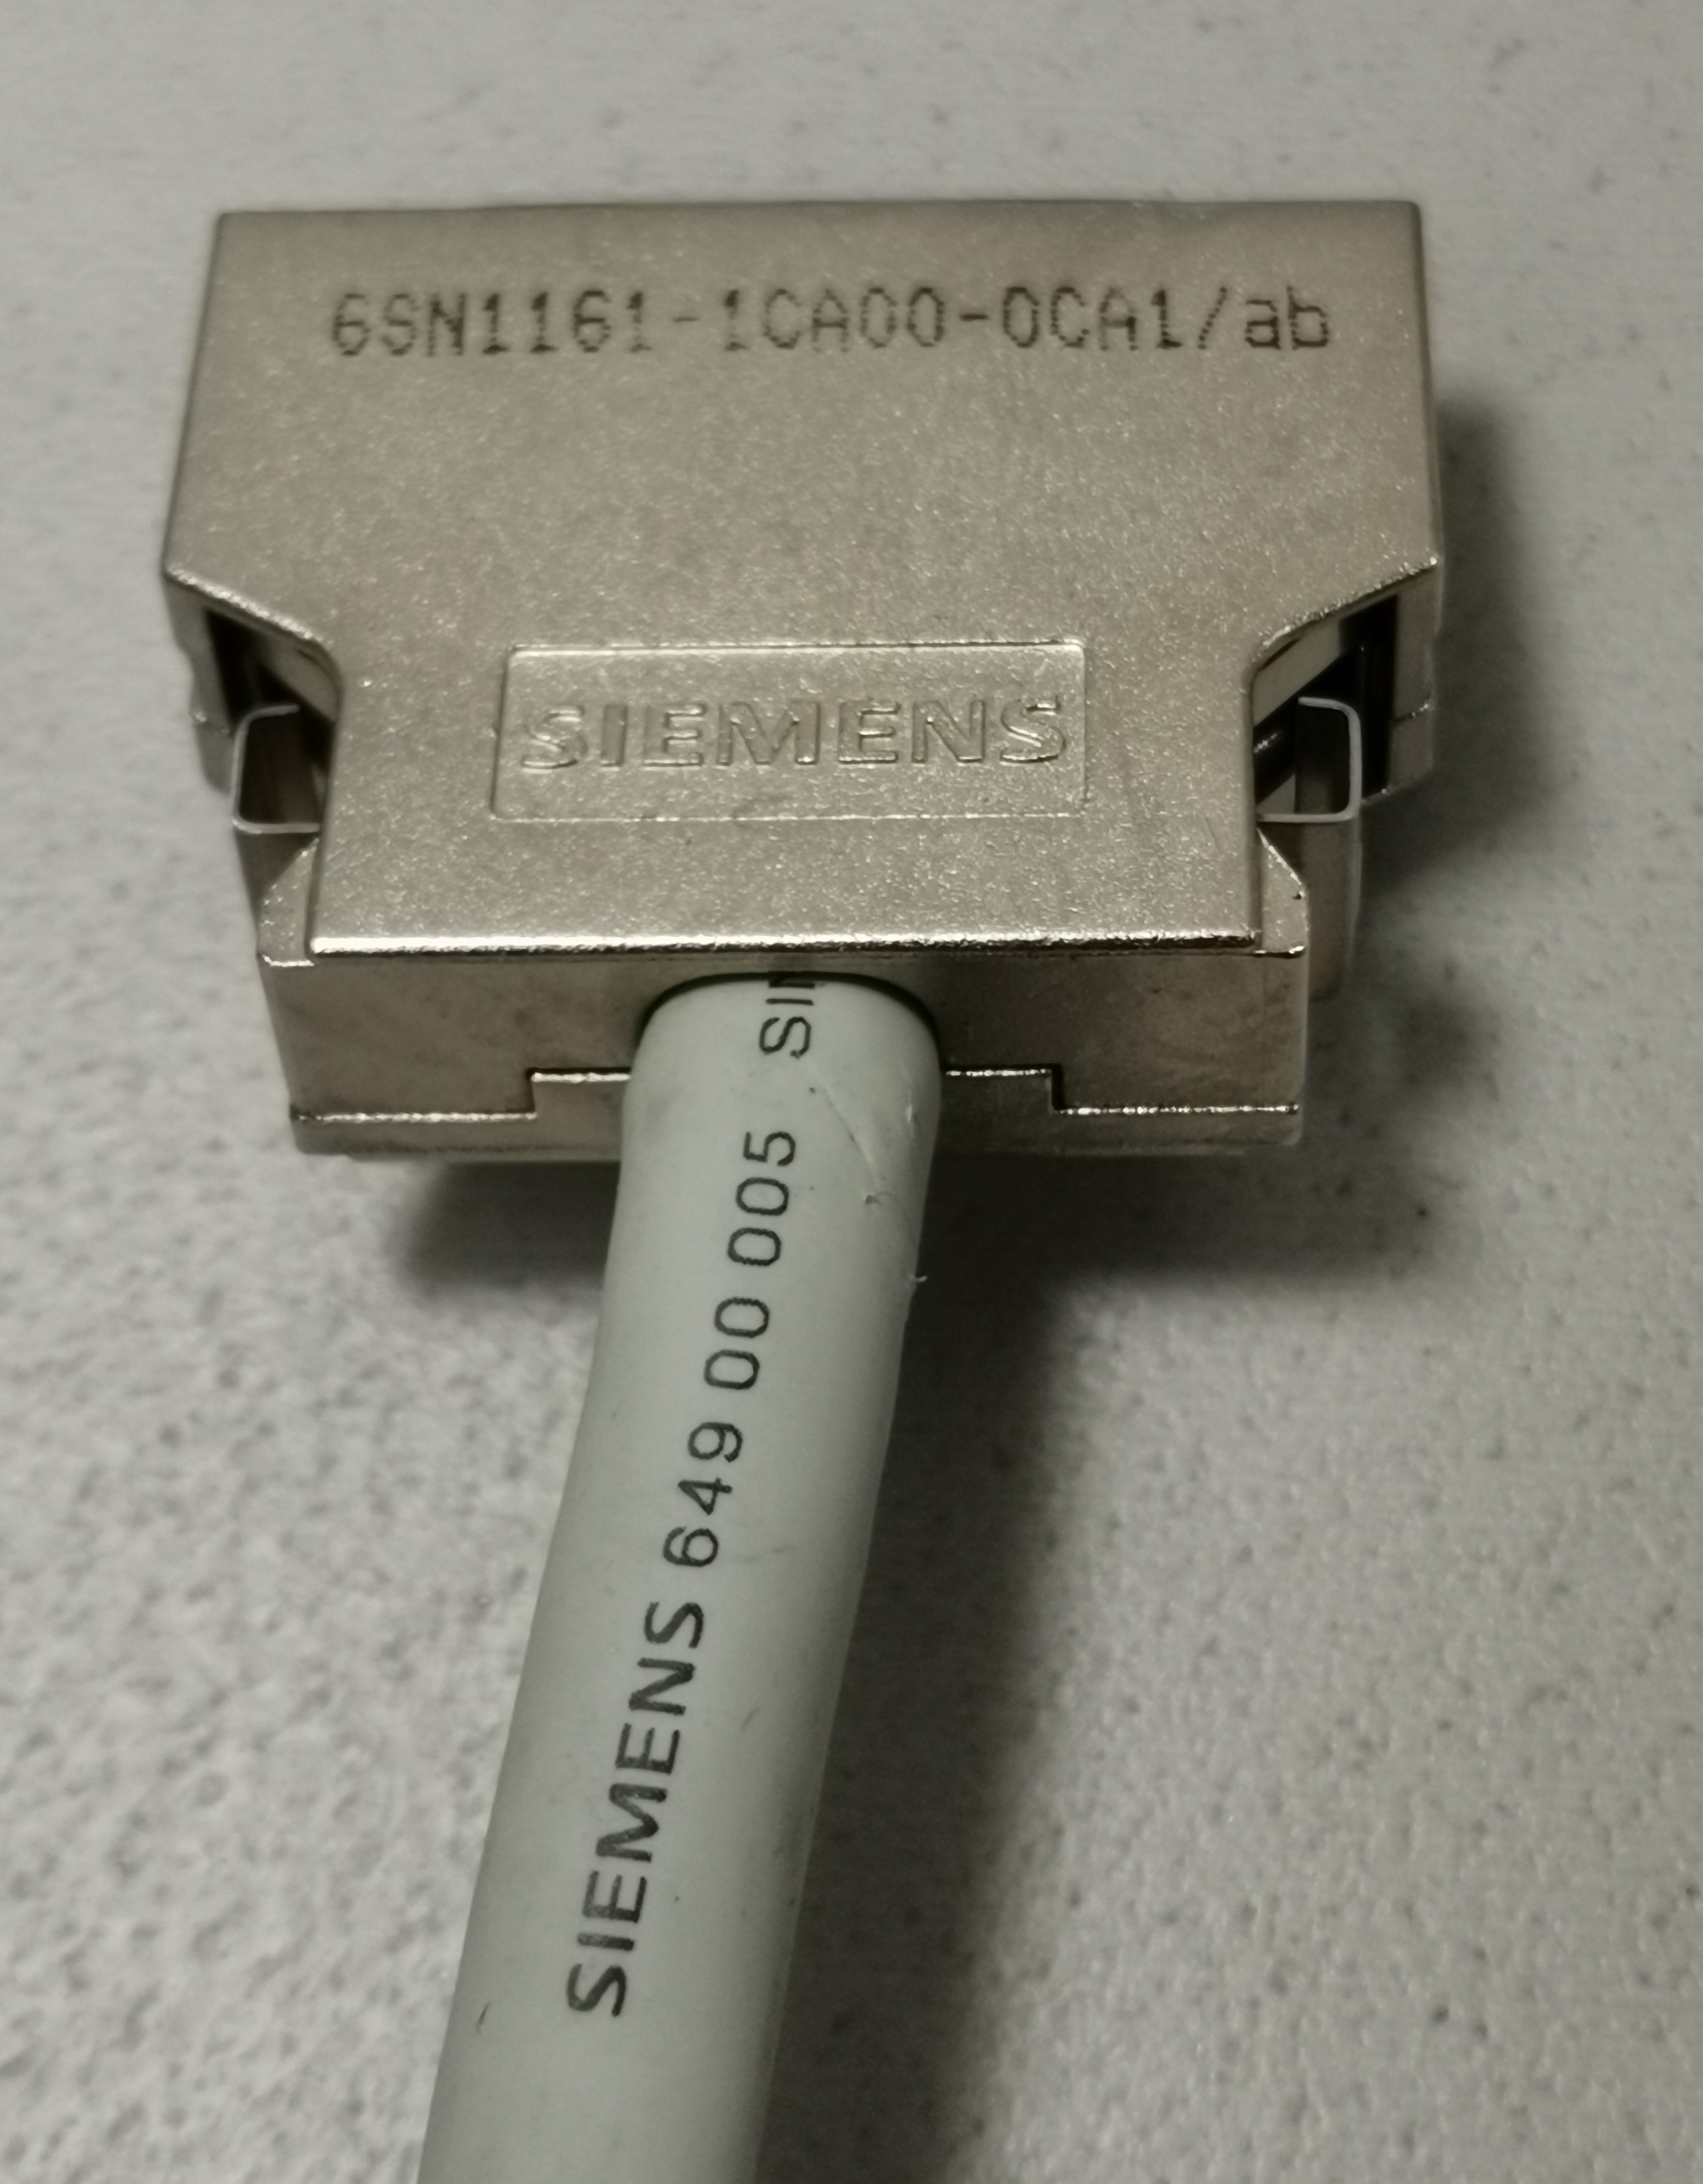 6SN1161-1CA00-0CA1/ab
SIEMENS
SIEMENS 649 00 005